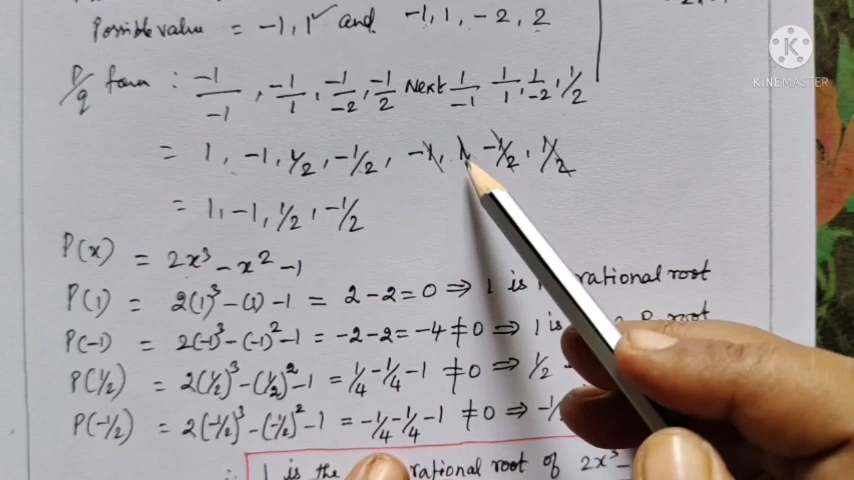 Possible value = -1, 1 ✓ and -1, 1, -2, 2
P/q form : -1/-1, -1/1, -1/-2, -1/2 Next 1/-1, 1/1, 1/-2, 1/2
= 1, -1, 1/2, -1/2, -1, 1, -1/2, 1/2
= 1, -1, 1/2, -1/2
P(x) = 2x³ - x² - 1
P(1) = 2(1)³ - (1) - 1 = 2 - 2 = 0 ⇒ 1 is rational root
P(-1) = 2(-1)³ - (-1)² - 1 = -2 - 2 = -4 ≠ 0 ⇒ 1 is root
P(1/2) = 2(1/2)³ - (1/2)² - 1 = 1/4 - 1/4 - 1 ≠ 0 ⇒ 1/2
P(-1/2) = 2(-1/2)³ - (-1/2)² - 1 = -1/4 - 1/4 - 1 ≠ 0 ⇒
∴ 1 is the rational root of 2x³ -
KINEMASTER